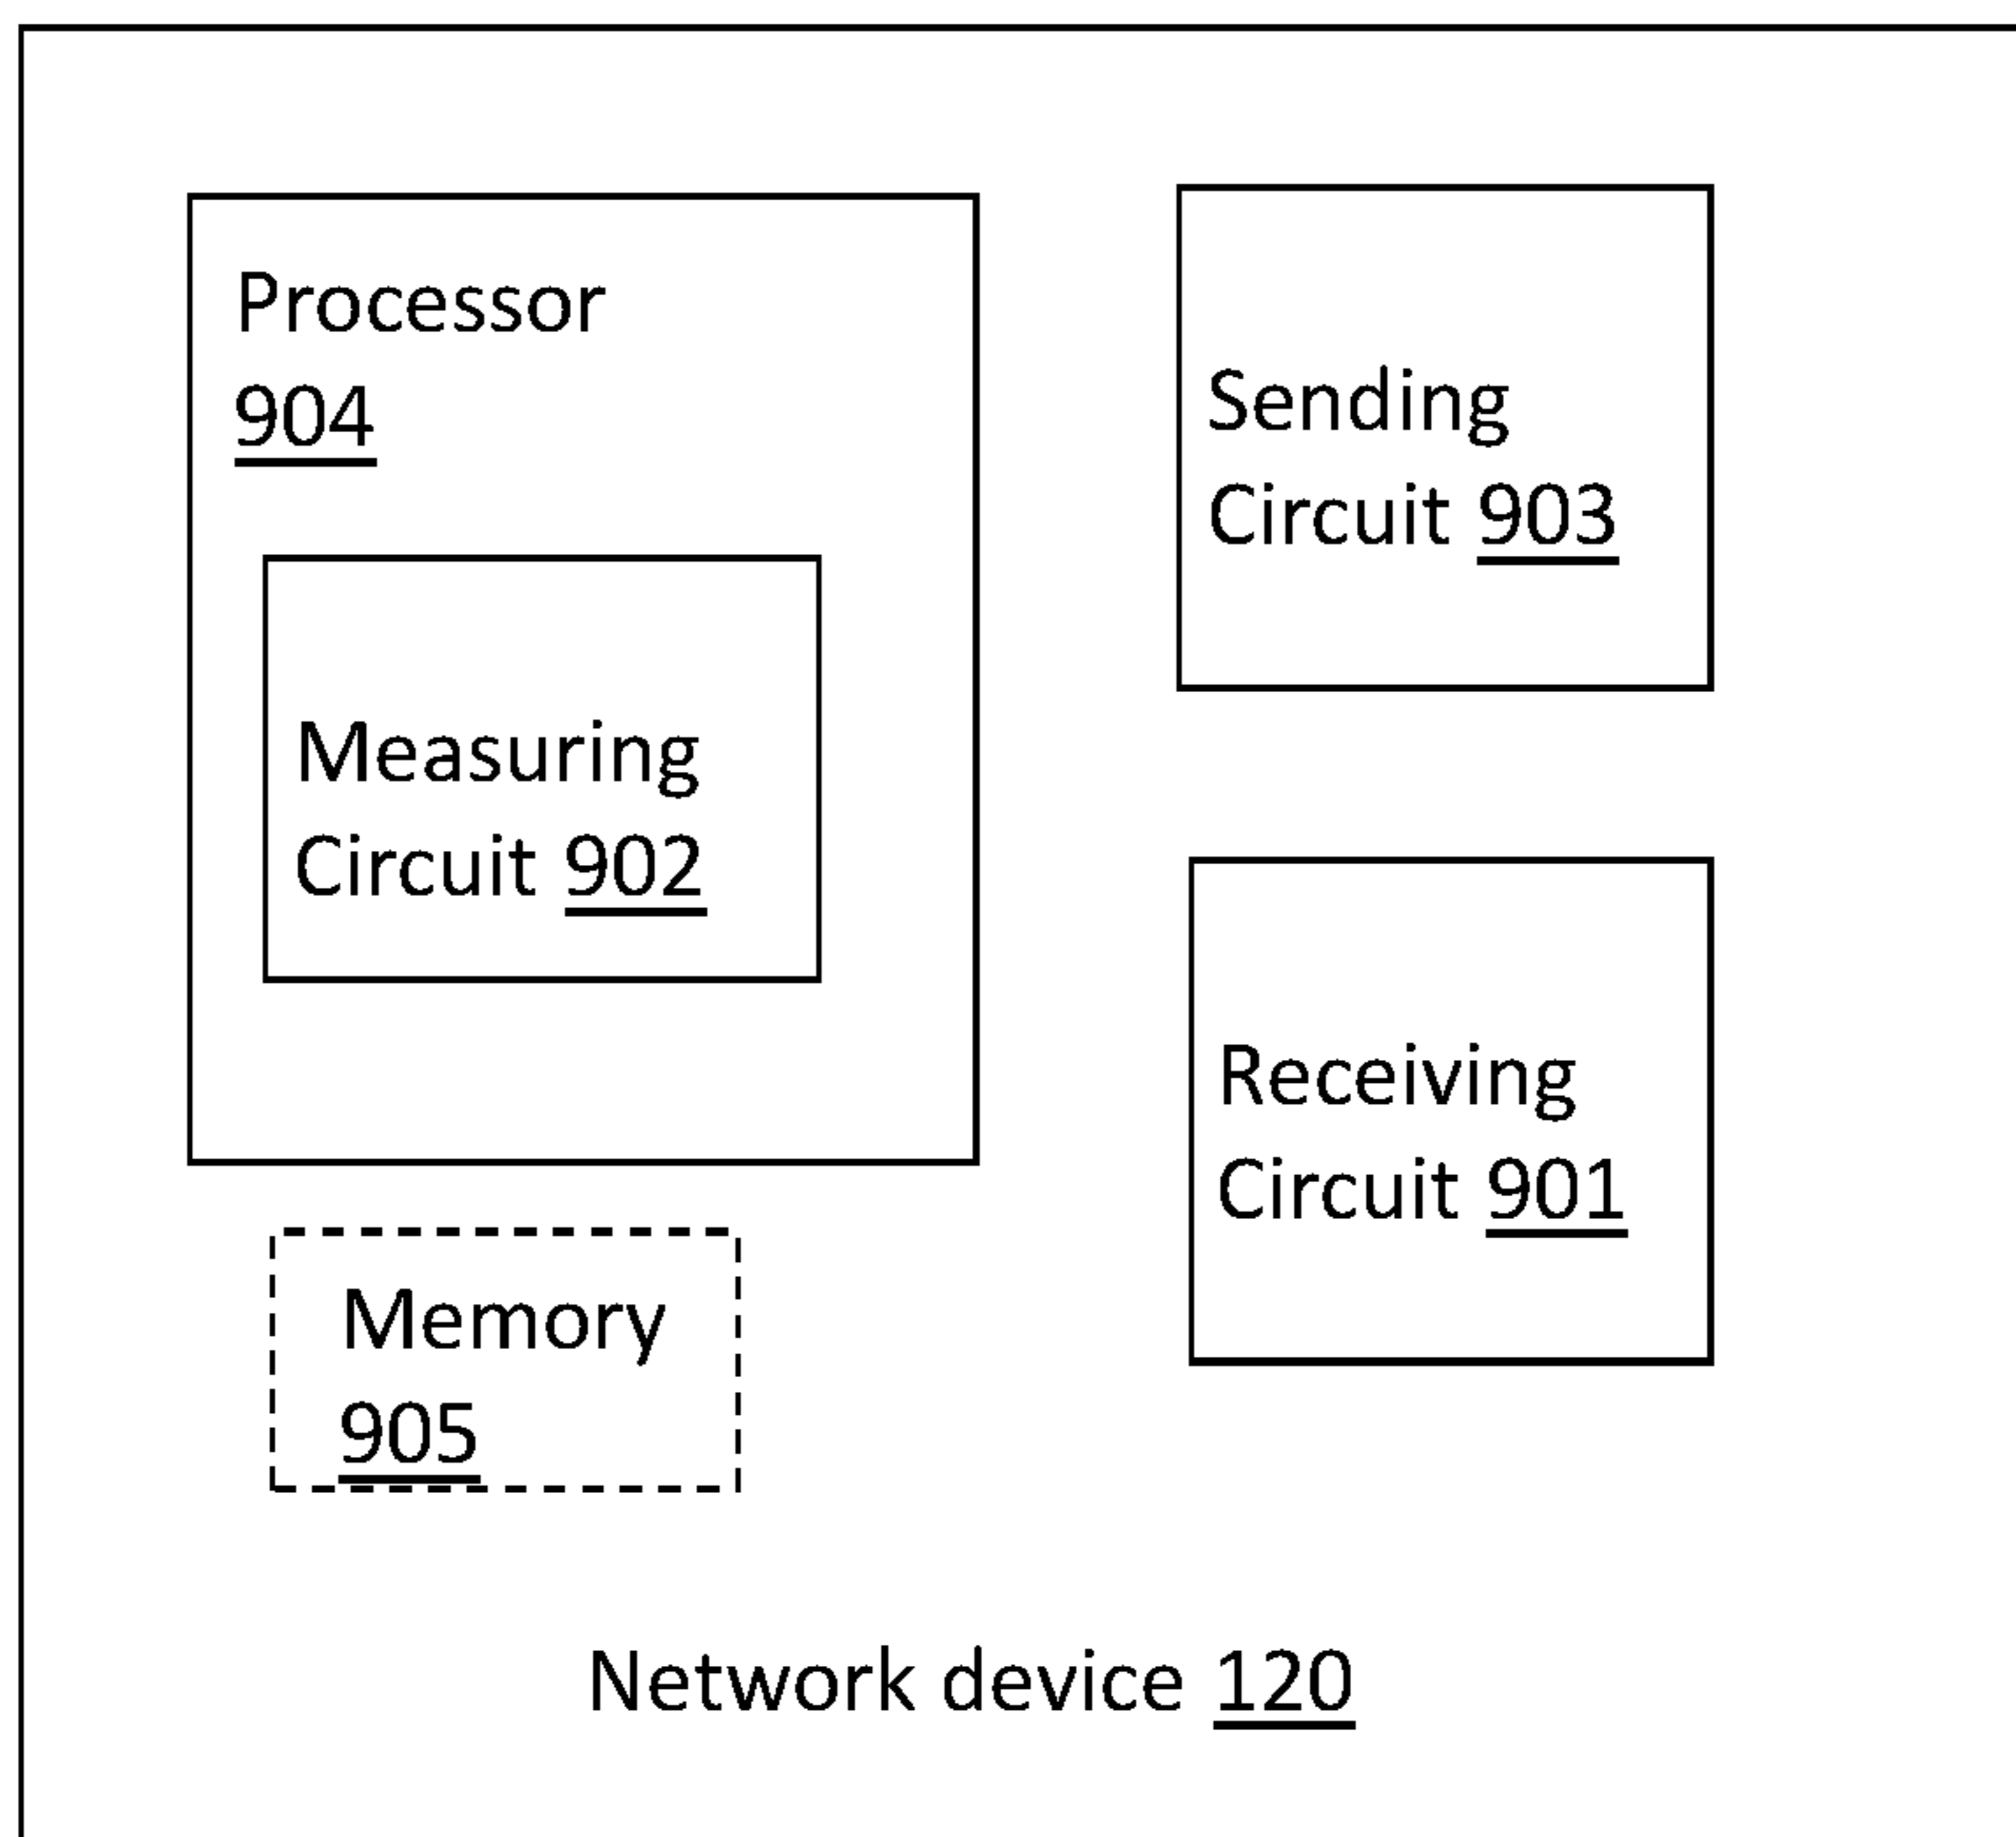 Processor
904
Measuring
Circuit 902
Sending
Circuit 903
Receiving
Circuit 901
Memory
905
Network device 120